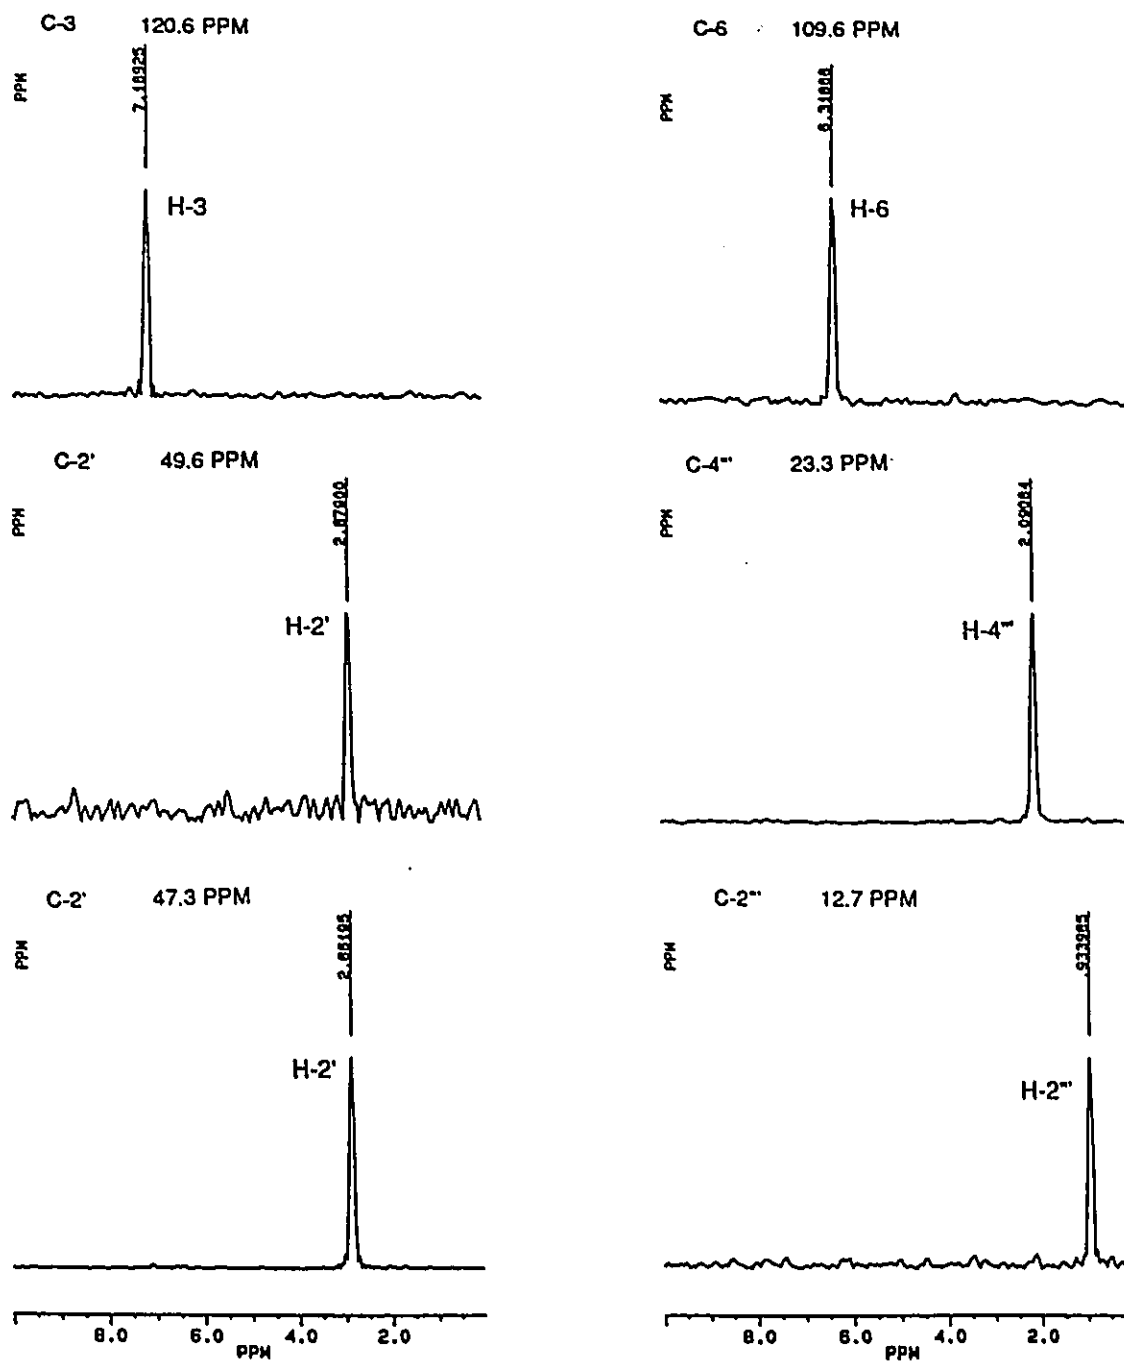 C-3 120.6 PPM
PPM
7.18925
H-3
C-6 109.6 PPM
PPM
6.31888
H-6
C-2' 49.6 PPM
PPM
2.87900
H-2'
C-4''' 23.3 PPM
PPM
2.09084
H-4'''
C-2' 47.3 PPM
PPM
2.86195
H-2'
C-2''' 12.7 PPM
PPM
.933985
H-2'''
8.0 6.0 4.0 2.0
PPM
8.0 6.0 4.0 2.0
PPM